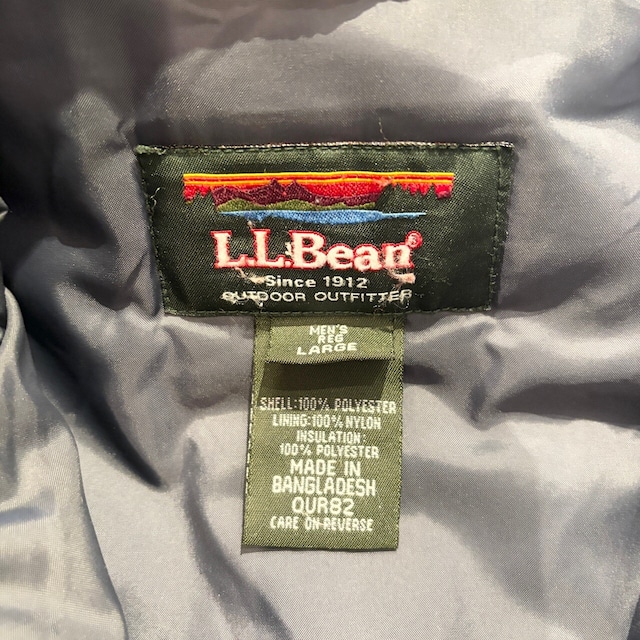 L.L.Bean®
Since 1912
OUTDOOR OUTFITTER
MEN'S
REG
LARGE
SHELL:100% POLYESTER
LINING:100% NYLON
INSULATION:
100% POLYESTER
MADE IN
BANGLADESH
OUR82
CARE ON REVERSE